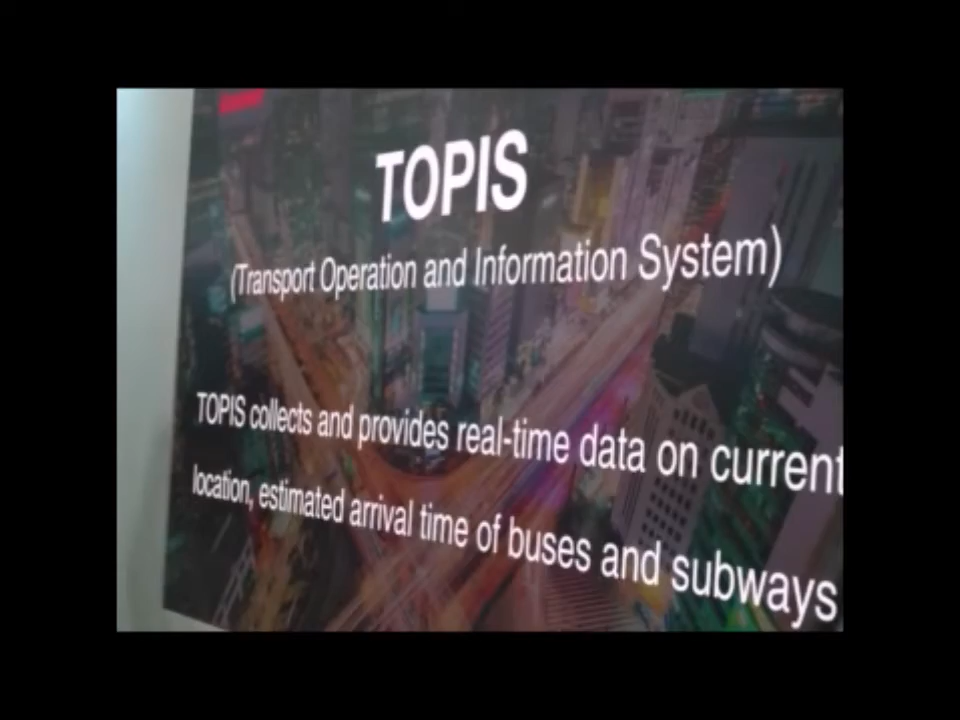 TOPIS
(Transport Operation and Information System)
TOPIS collects and provides real-time data on current
location, estimated arrival time of buses and subways